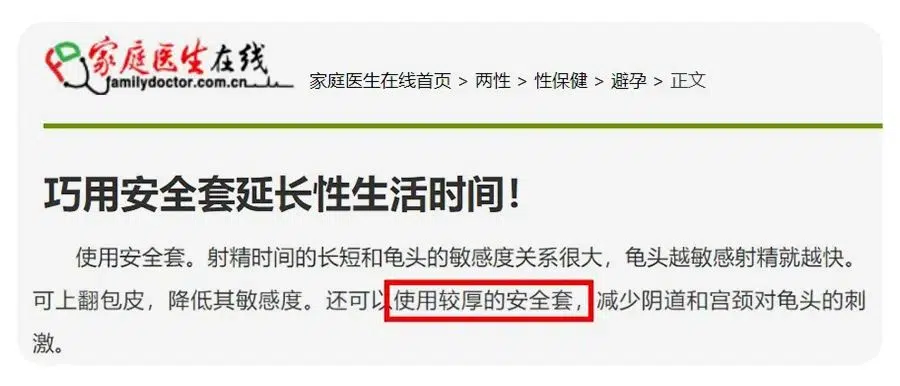 家庭医生在线
familydoctor.com.cn
家庭医生在线首页 > 两性 > 性保健 > 避孕 > 正文
巧用安全套延长性生活时间！
使用安全套。射精时间的长短和龟头的敏感度关系很大，龟头越敏感射精就越快。
可上翻包皮，降低其敏感度。还可以使用较厚的安全套，减少阴道和宫颈对龟头的刺
激。